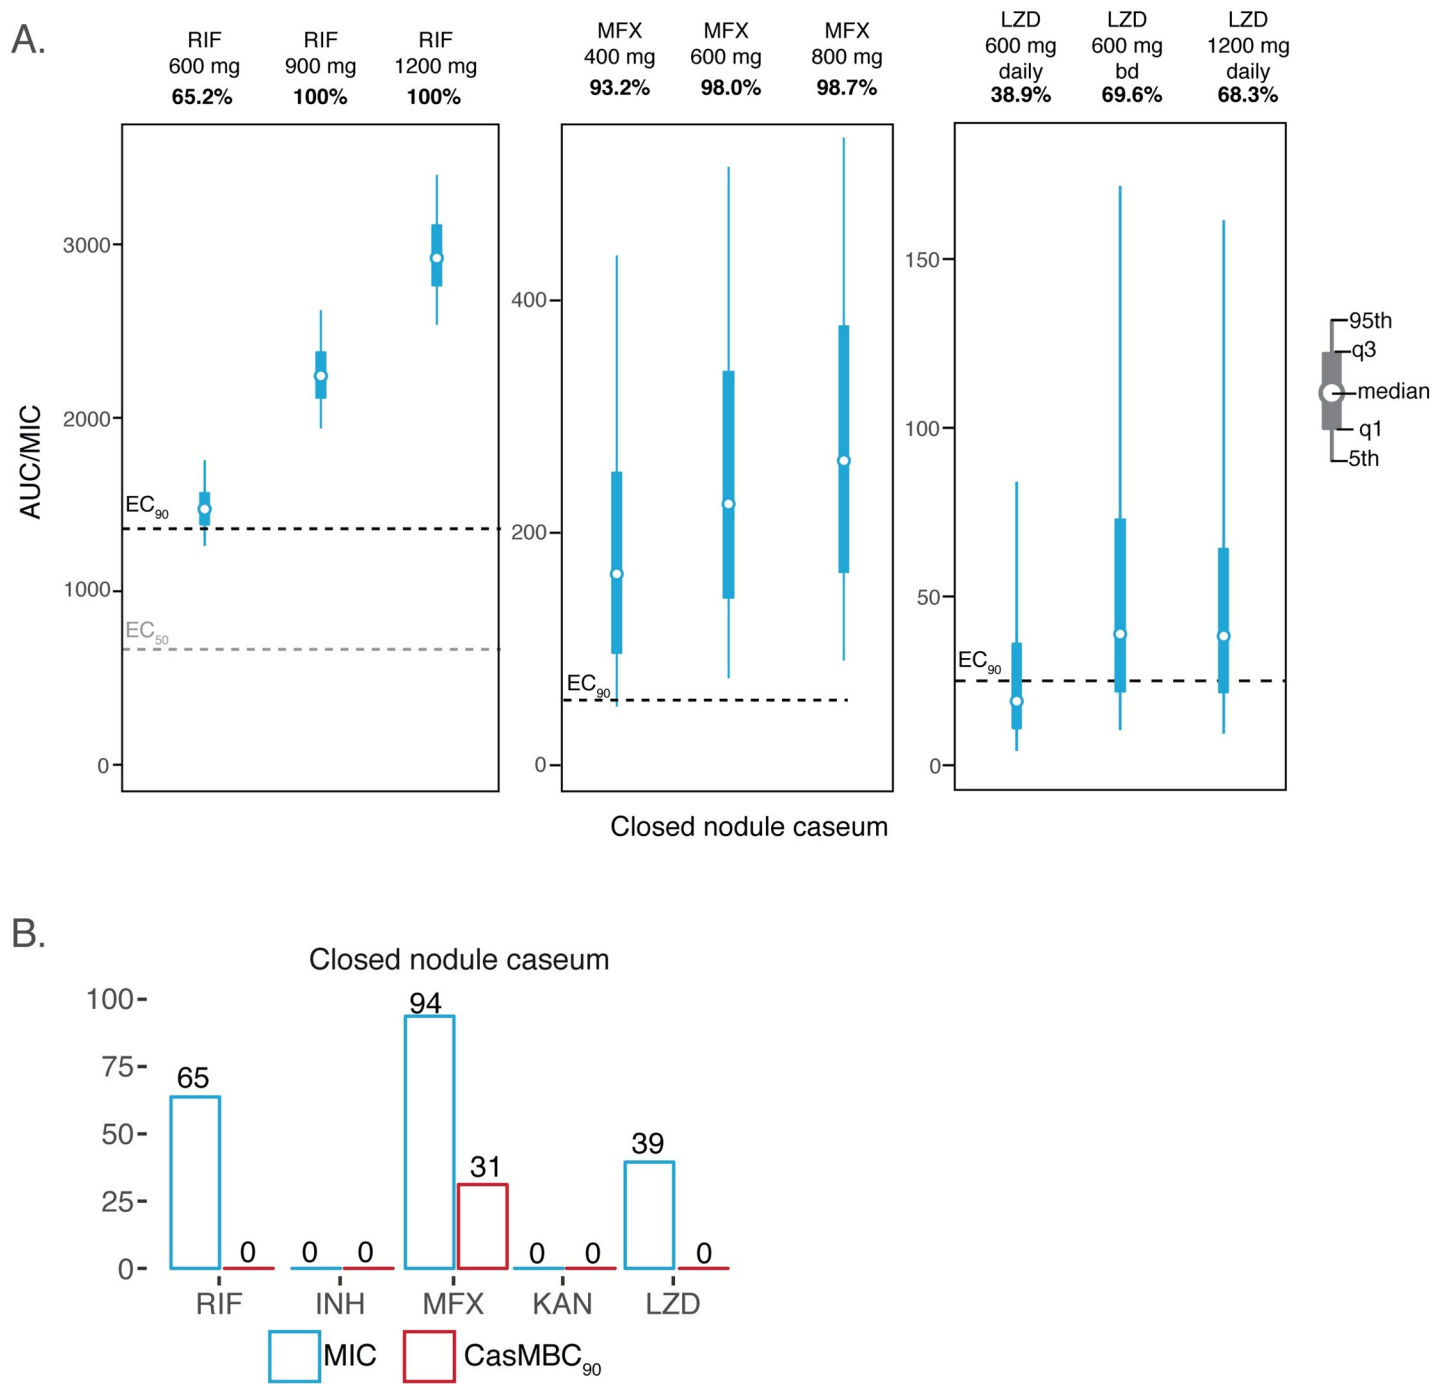 A.
RIF
600 mg
65.2%
RIF
900 mg
100%
RIF
1200 mg
100%
MFX
400 mg
93.2%
MFX
600 mg
98.0%
MFX
800 mg
98.7%
LZD
600 mg
daily
38.9%
LZD
600 mg
bd
69.6%
LZD
1200 mg
daily
68.3%
AUC/MIC
3000
2000
1000
0
EC90
EC50
400
200
0
EC90
150
100
50
0
EC90
95th
q3
median
q1
5th
Closed nodule caseum
B.
Closed nodule caseum
100
75
50
25
0
65
0
0
0
94
31
0
0
39
0
RIF
INH
MFX
KAN
LZD
MIC
CasMBC90